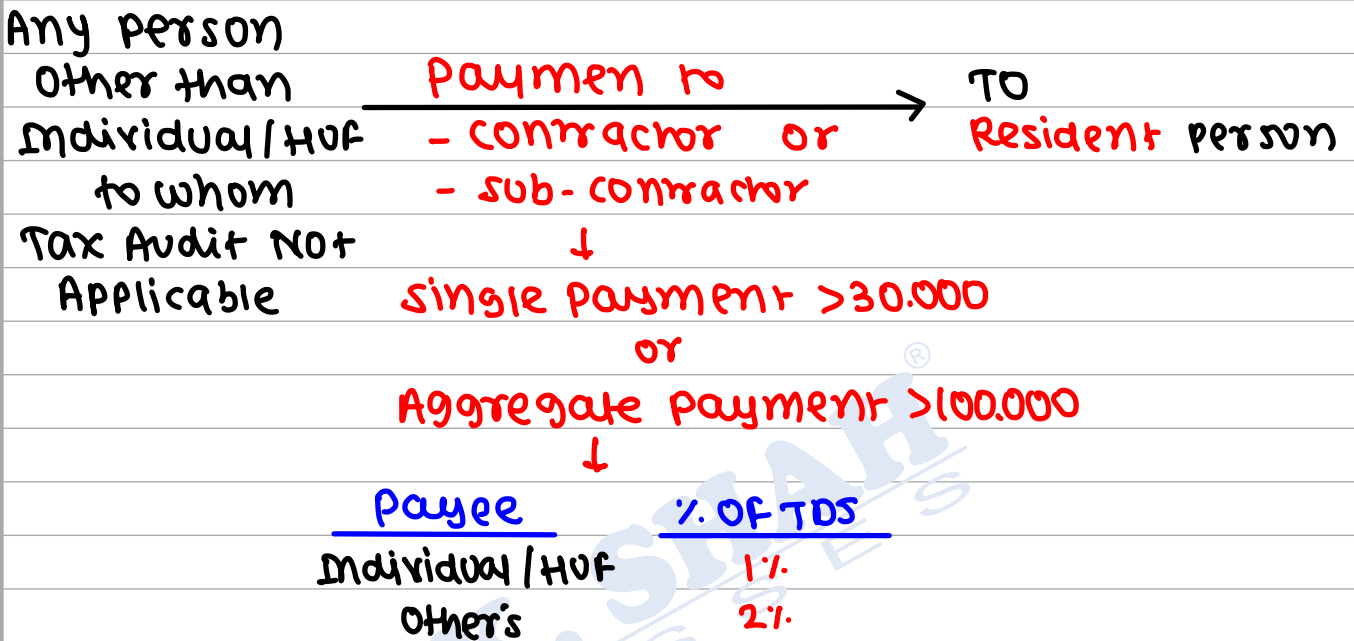 Any person
Other than
Individual/HUF
to whom
Tax Audit Not
Applicable
Paymen to
- contractor or
- sub-contractor
↓
single payment >30.000
or
Aggregate payment >100.000
↓
TO
Resident person
Payee % OF TDS
Individual/HUF 1%
Other's 2%
SHAH®
S E S